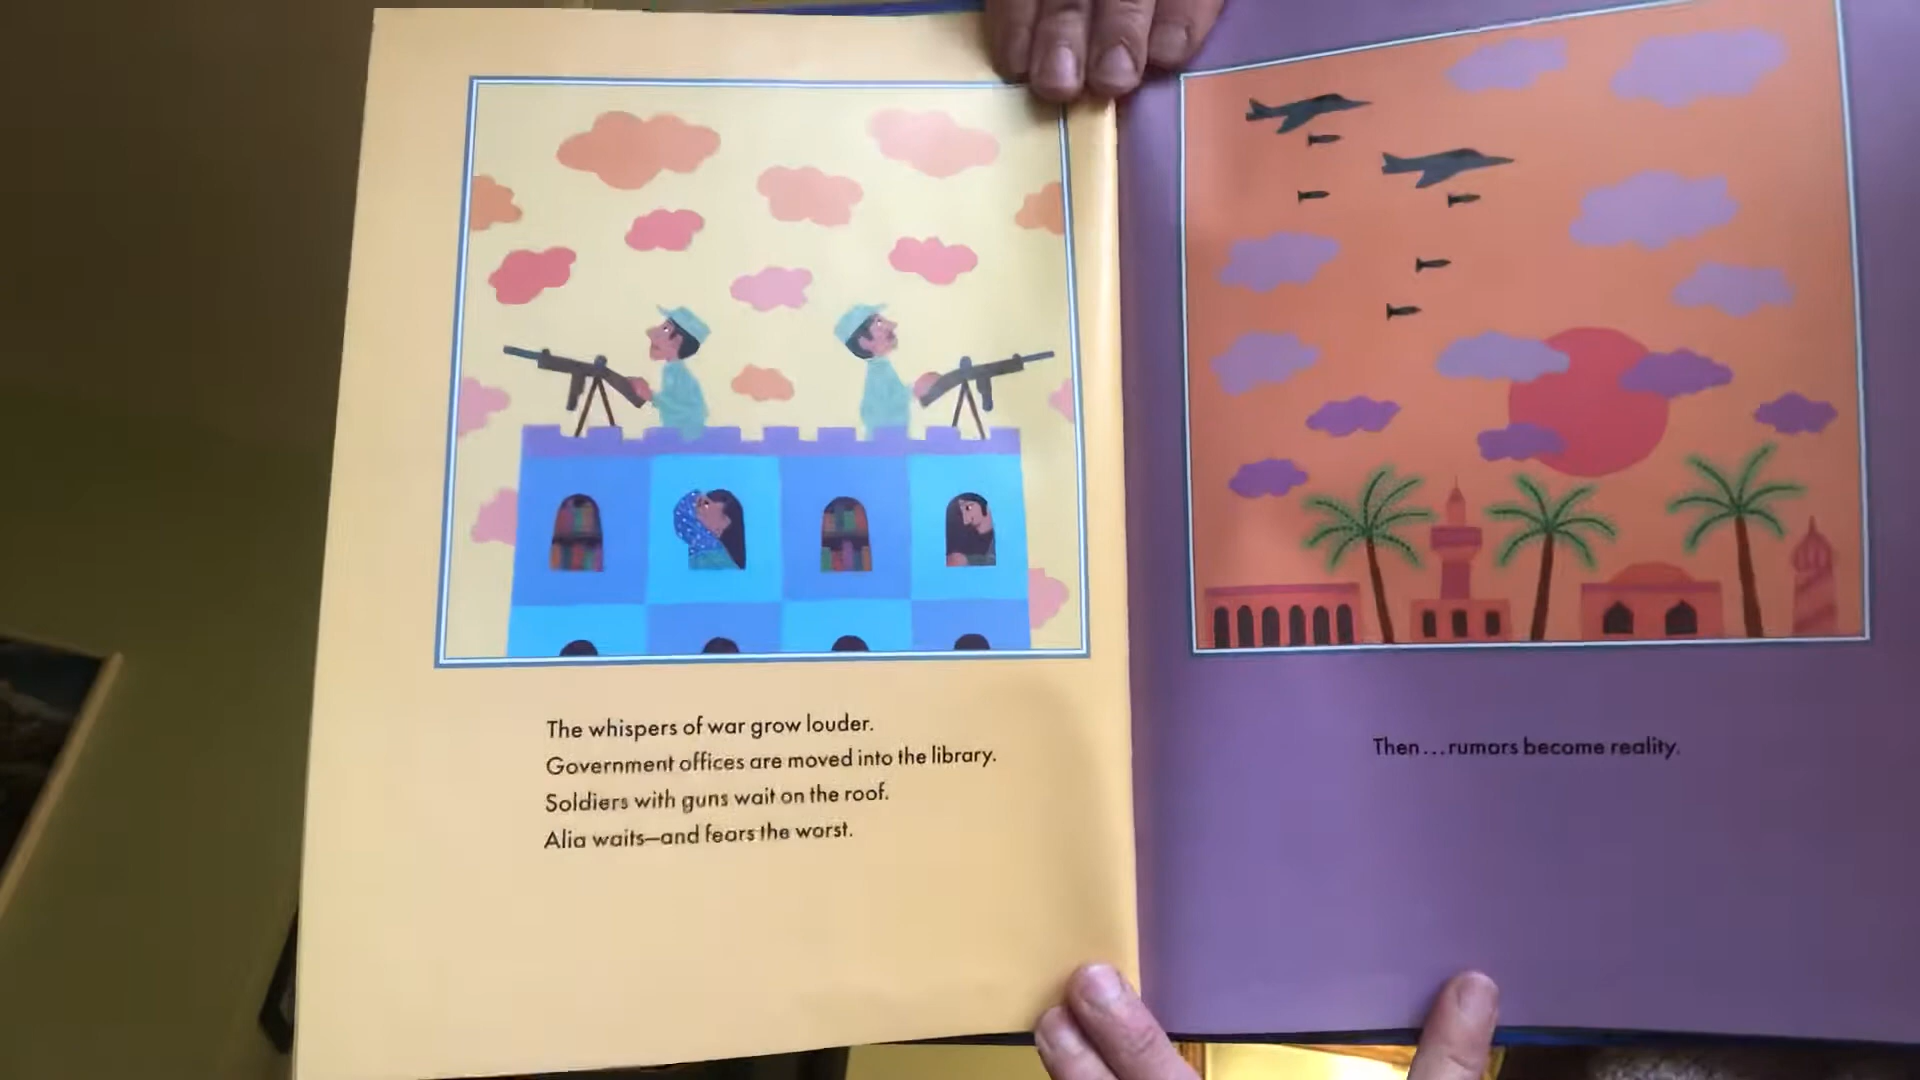 The whispers of war grow louder.
Government offices are moved into the library.
Soldiers with guns wait on the roof.
Alia waits—and fears the worst.
Then...rumors become reality.